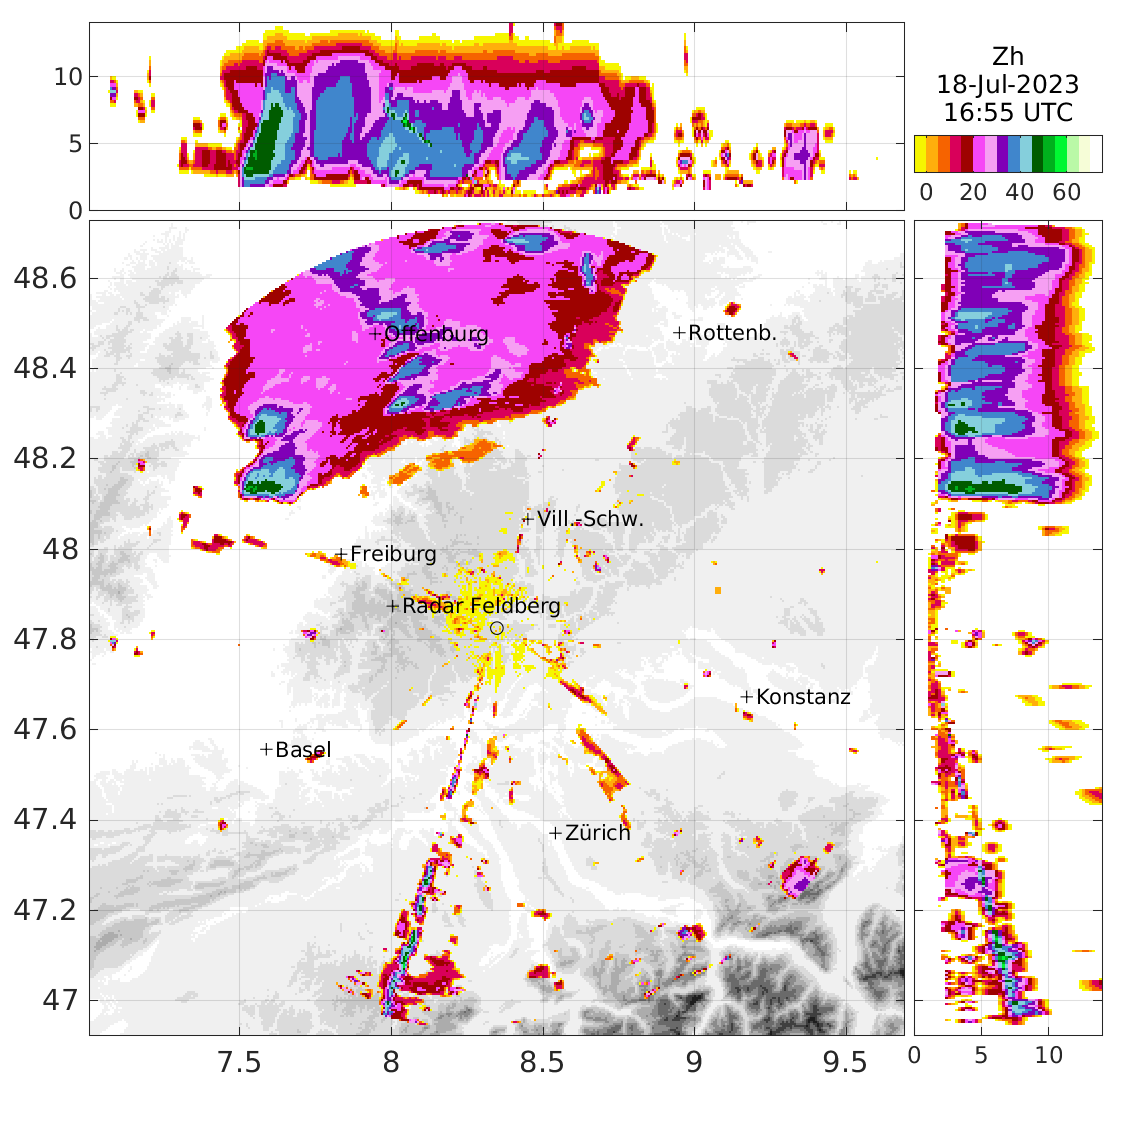 10
5
0
Zh
18-Jul-2023
16:55 UTC
0 20 40 60
48.6
48.4
48.2
48
47.8
47.6
47.4
47.2
47
+Offenburg
+Rottenb.
+Vill.-Schw.
+Freiburg
+Radar Feldberg
+Konstanz
+Basel
+Zürich
7.5 8 8.5 9 9.5
0 5 10